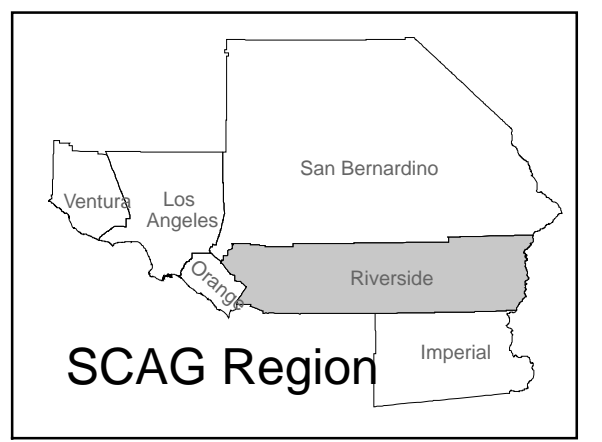 San Bernardino
Ventura
Los
Angeles
Orange
Riverside
Imperial
SCAG Region